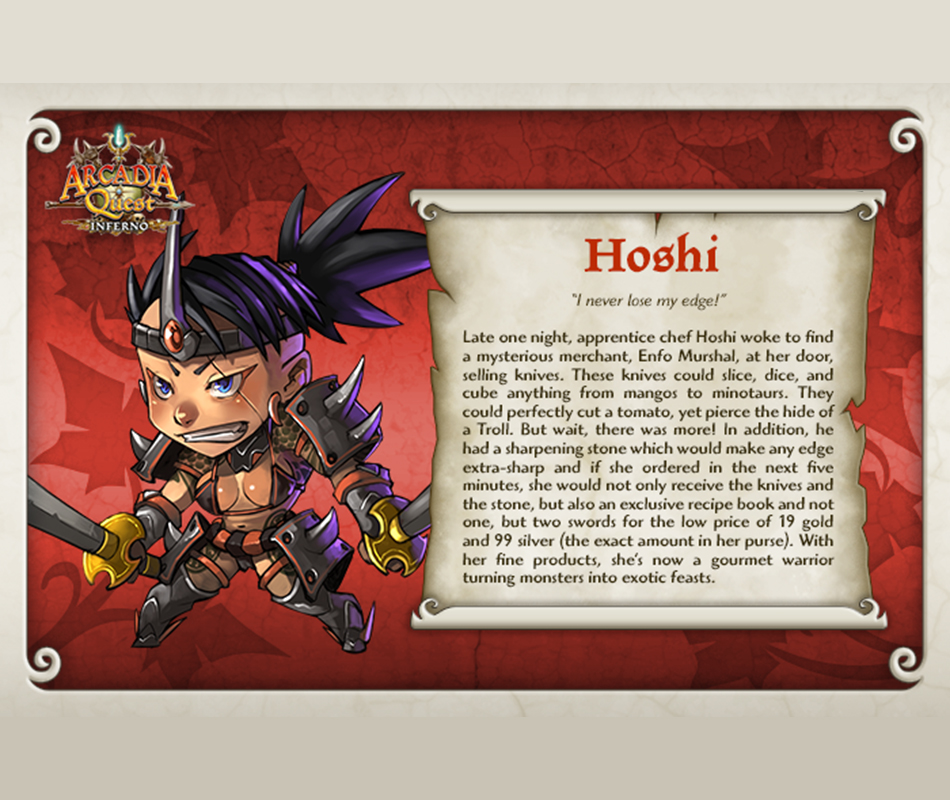 ARCADIA
Quest
INFERNO
Hoshi
"I never lose my edge!"
Late one night, apprentice chef Hoshi woke to find
a mysterious merchant, Enfo Murshal, at her door,
selling knives. These knives could slice, dice, and
cube anything from mangos to minotaurs. They
could perfectly cut a tomato, yet pierce the hide of
a Troll. But wait, there was more! In addition, he
had a sharpening stone which would make any edge
extra-sharp and if she ordered in the next five
minutes, she would not only receive the knives and
the stone, but also an exclusive recipe book and not
one, but two swords for the low price of 19 gold
and 99 silver (the exact amount in her purse). With
her fine products, she's now a gourmet warrior
turning monsters into exotic feasts.